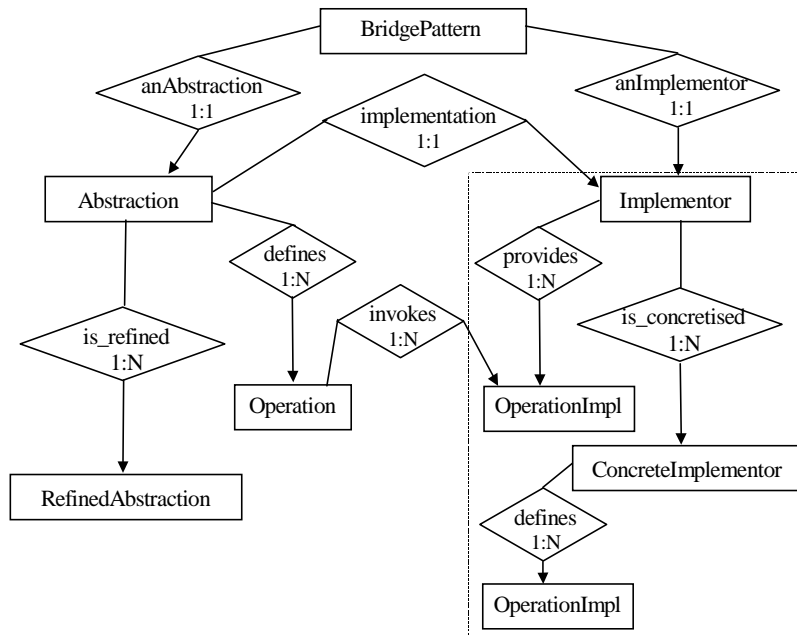 BridgePattern
anAbstraction
1:1
implementation
1:1
anImplementor
1:1
Abstraction
Implementor
defines
1:N
provides
1:N
is_refined
1:N
invokes
1:N
is_concretised
1:N
Operation
OperationImpl
RefinedAbstraction
ConcreteImplementor
defines
1:N
OperationImpl